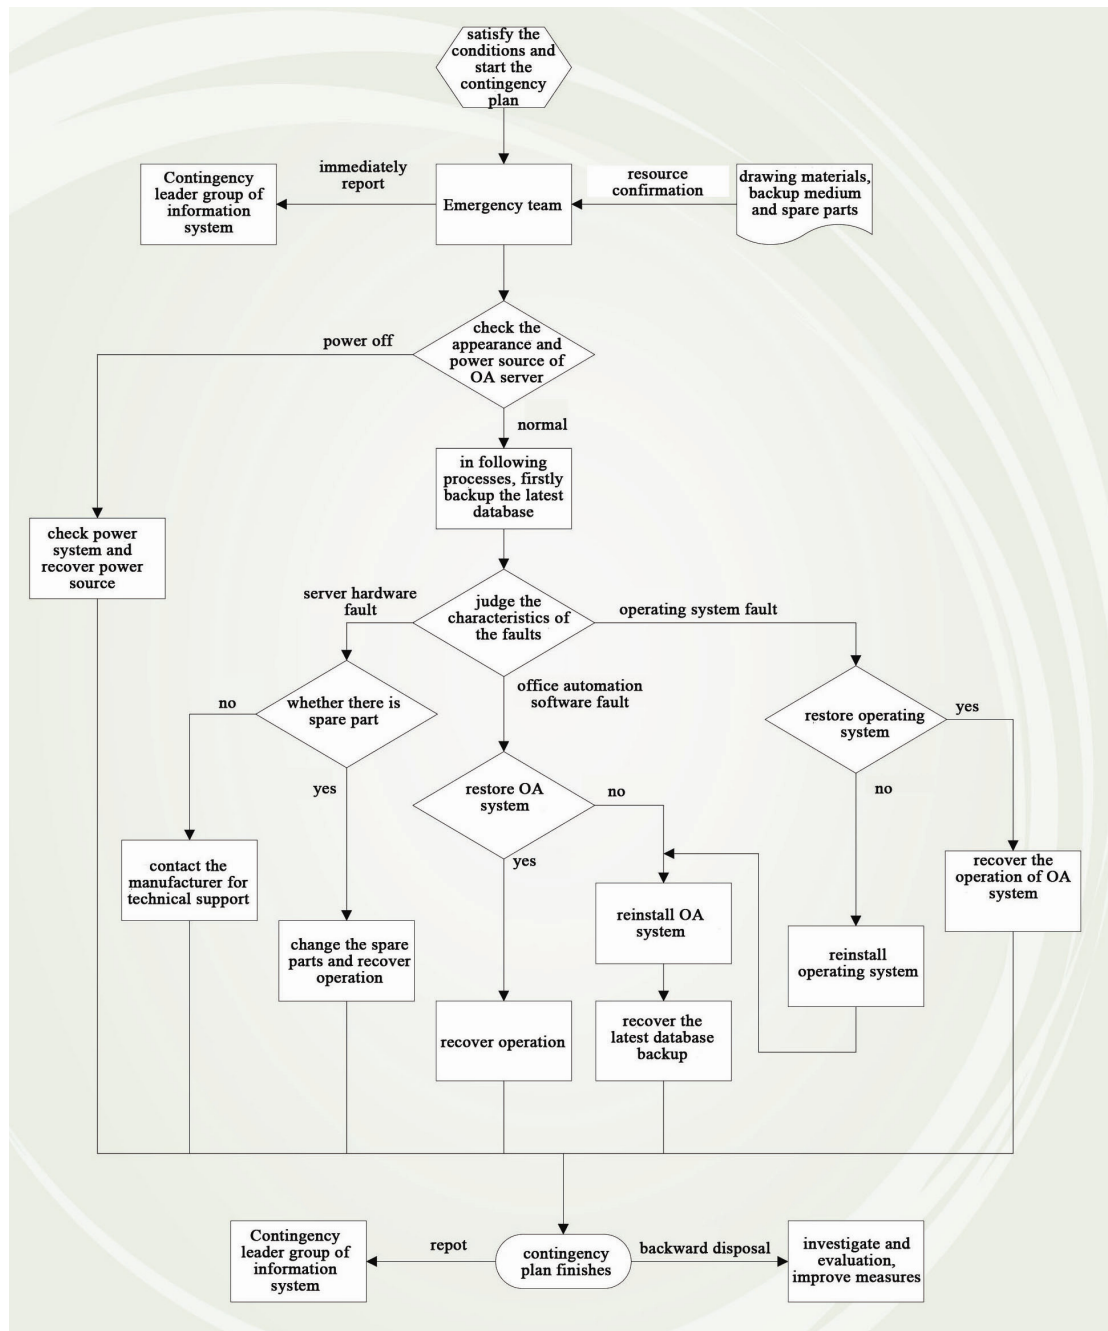 satisfy the
conditions and
start the
contingency
plan
immediately
report
Contingency
leader group of
information
system
Emergency team
resource
confirmation
drawing materials,
backup medium
and spare parts
check the
appearance and
power source of
OA server
power off
normal
in following
processes, firstly
backup the latest
database
check power
system and
recover power
source
server hardware
fault
judge the
characteristics of
the faults
operating system fault
office automation
software fault
no
whether there is
spare part
yes
restore operating
system
yes
no
restore OA
system
no
yes
contact the
manufacturer for
technical support
change the spare
parts and recover
operation
recover operation
reinstall OA
system
recover the
latest database
backup
reinstall
operating system
recover the
operation of OA
system
Contingency
leader group of
information
system
repot
contingency
plan finishes
backward disposal
investigate and
evaluation,
improve measures